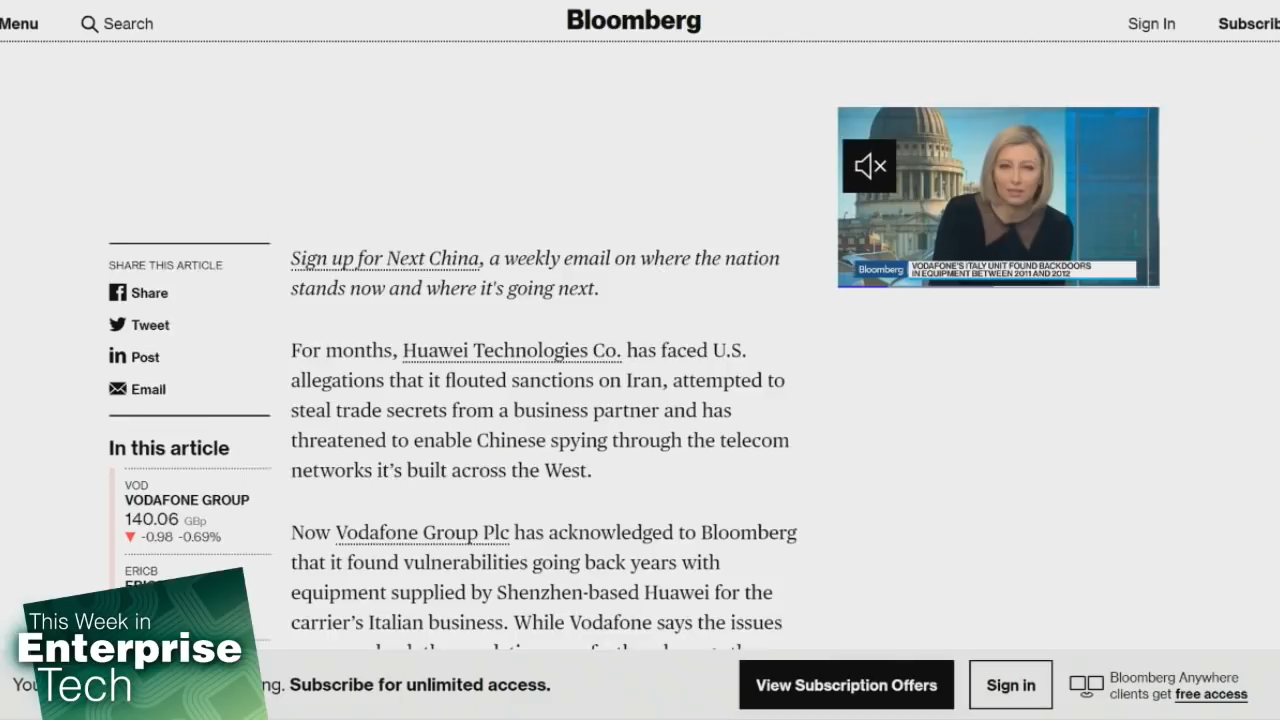 Menu
Search
Bloomberg
Sign In
Subscrib
Bloomberg
VODAFONE'S ITALY UNIT FOUND BACKDOORS
IN EQUIPMENT BETWEEN 2011 AND 2012
SHARE THIS ARTICLE
Share
Tweet
Post
Email
In this article
VOD
VODAFONE GROUP
140.06 GBp
▼ -0.98 -0.69%
ERICB
Sign up for Next China, a weekly email on where the nation
stands now and where it's going next.
For months, Huawei Technologies Co. has faced U.S.
allegations that it flouted sanctions on Iran, attempted to
steal trade secrets from a business partner and has
threatened to enable Chinese spying through the telecom
networks it's built across the West.
Now Vodafone Group Plc has acknowledged to Bloomberg
that it found vulnerabilities going back years with
equipment supplied by Shenzhen-based Huawei for the
carrier's Italian business. While Vodafone says the issues
This Week in
Enterprise
Tech
You
ng. Subscribe for unlimited access.
View Subscription Offers
Sign in
Bloomberg Anywhere
clients get free access